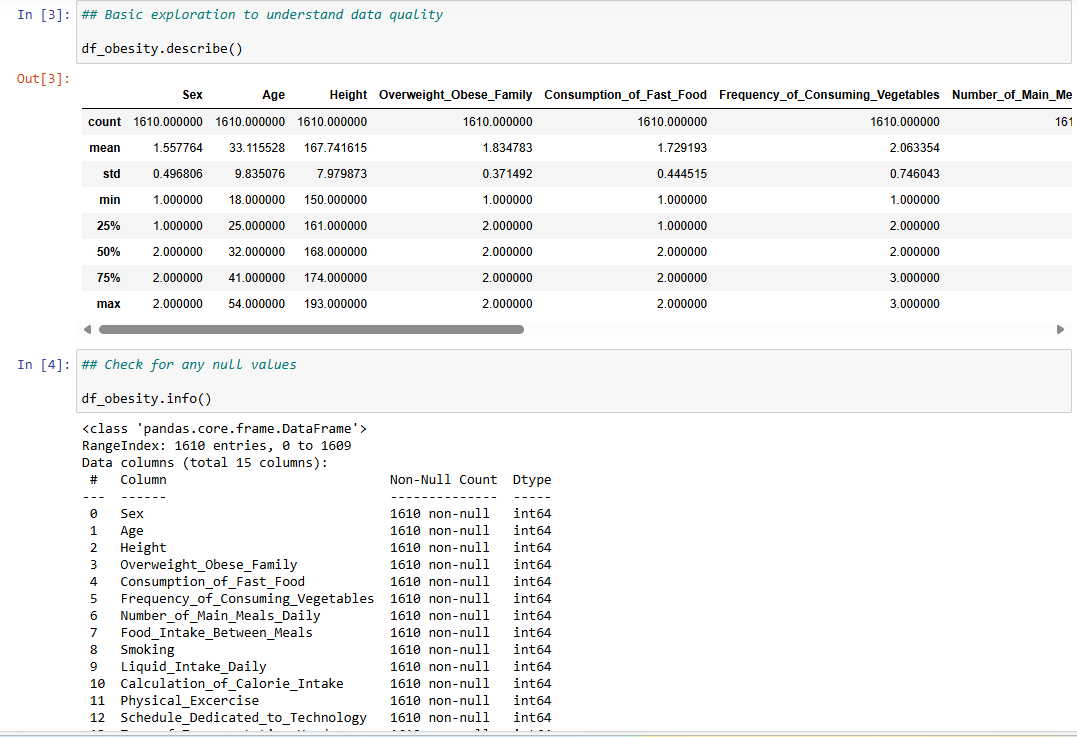 In [3]: ## Basic exploration to understand data quality
df_obesity.describe()
Out[3]:
Sex Age Height Overweight_Obese_Family Consumption_of_Fast_Food Frequency_of_Consuming_Vegetables Number_of_Main_Me
count 1610.000000 1610.000000 1610.000000 1610.000000 1610.000000 1610.000000 161
mean 1.557764 33.115528 167.741615 1.834783 1.729193 2.063354
std 0.496806 9.835076 7.979873 0.371492 0.444515 0.746043
min 1.000000 18.000000 150.000000 1.000000 1.000000 1.000000
25% 1.000000 25.000000 161.000000 2.000000 1.000000 2.000000
50% 2.000000 32.000000 168.000000 2.000000 2.000000 2.000000
75% 2.000000 41.000000 174.000000 2.000000 2.000000 3.000000
max 2.000000 54.000000 193.000000 2.000000 2.000000 3.000000
In [4]: ## Check for any null values
df_obesity.info()
<class 'pandas.core.frame.DataFrame'>
RangeIndex: 1610 entries, 0 to 1609
Data columns (total 15 columns):
# Column Non-Null Count Dtype
--- ------ -------------- -----
0 Sex 1610 non-null int64
1 Age 1610 non-null int64
2 Height 1610 non-null int64
3 Overweight_Obese_Family 1610 non-null int64
4 Consumption_of_Fast_Food 1610 non-null int64
5 Frequency_of_Consuming_Vegetables 1610 non-null int64
6 Number_of_Main_Meals_Daily 1610 non-null int64
7 Food_Intake_Between_Meals 1610 non-null int64
8 Smoking 1610 non-null int64
9 Liquid_Intake_Daily 1610 non-null int64
10 Calculation_of_Calorie_Intake 1610 non-null int64
11 Physical_Excercise 1610 non-null int64
12 Schedule_Dedicated_to_Technology 1610 non-null int64